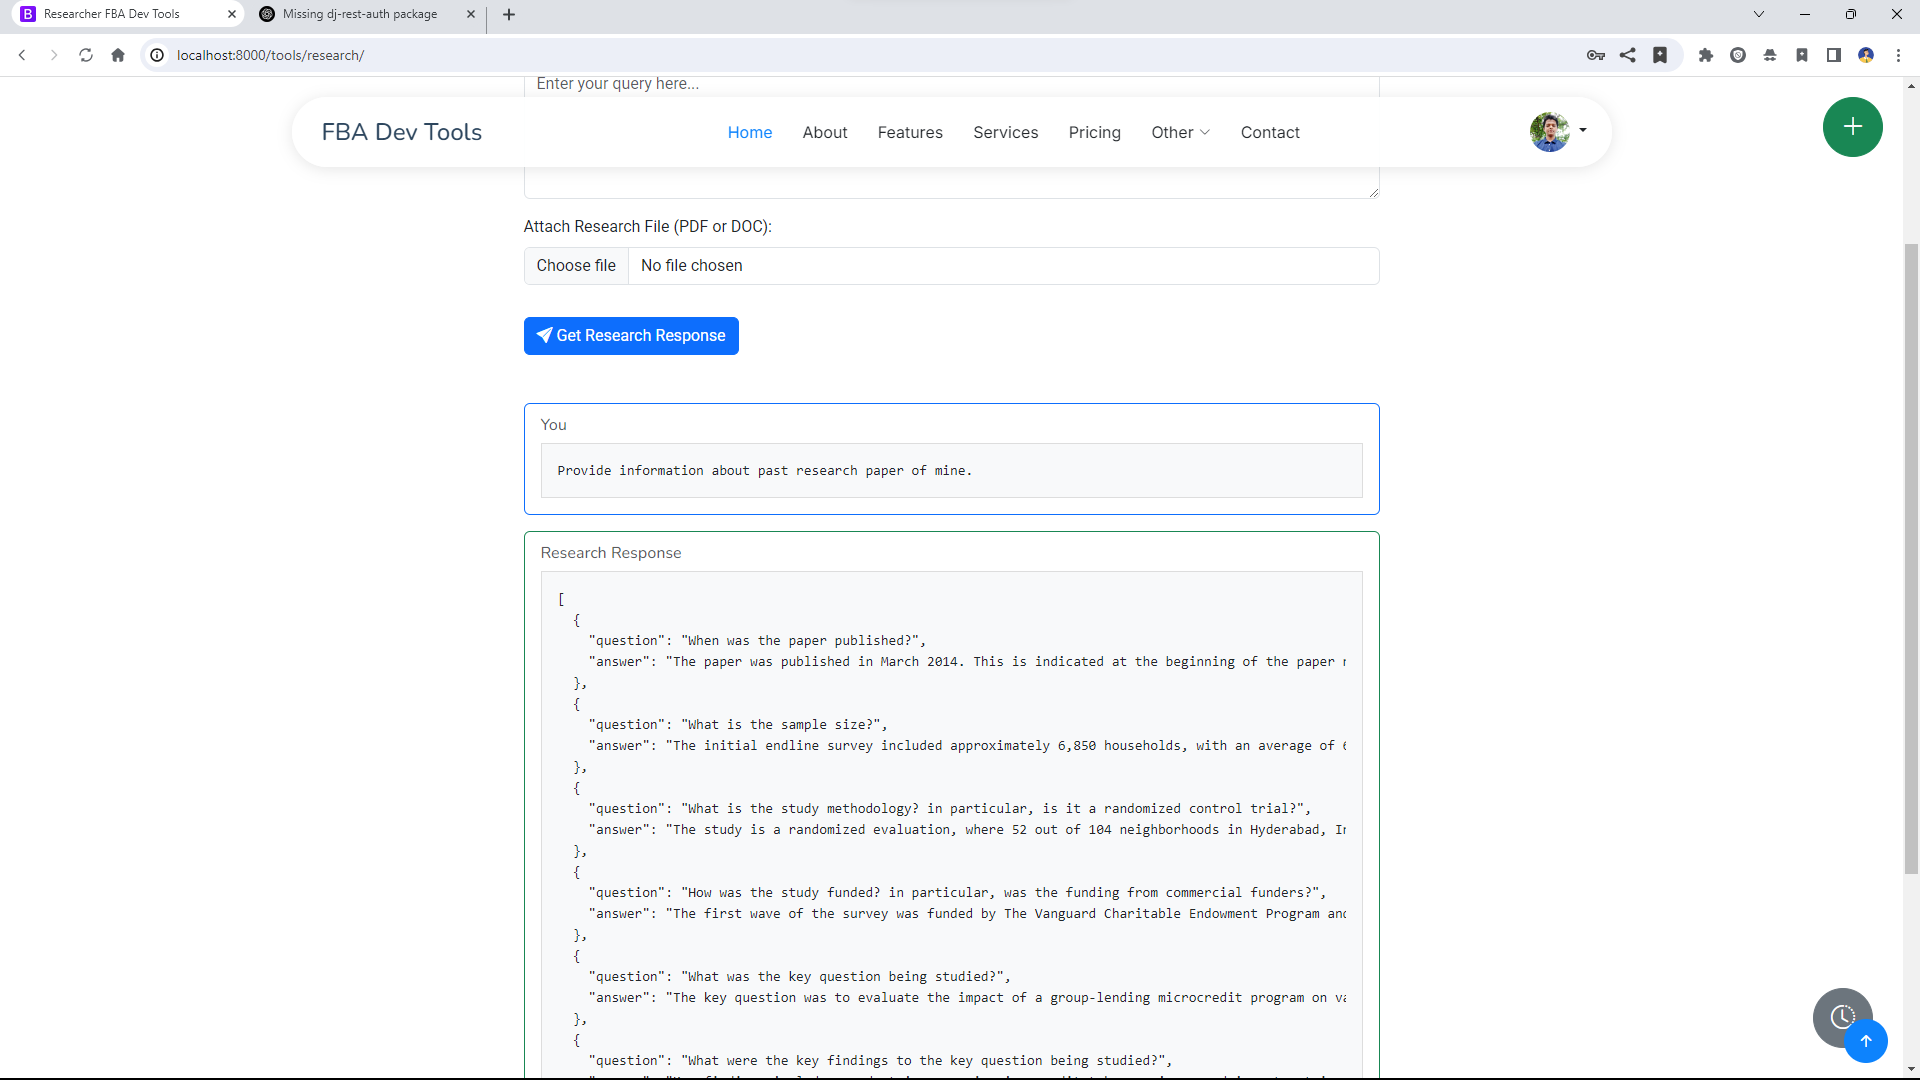 Researcher FBA Dev Tools
Missing dj-rest-auth package
localhost:8000/tools/research/
Enter your query here...
FBA Dev Tools
Home About Features Services Pricing Other Contact
Attach Research File (PDF or DOC):
Choose file No file chosen
Get Research Response
You
Provide information about past research paper of mine.
Research Response
[
{
"question": "When was the paper published?",
"answer": "The paper was published in March 2014. This is indicated at the beginning of the paper
},
{
"question": "What is the sample size?",
"answer": "The initial endline survey included approximately 6,850 households, with an average of
},
{
"question": "What is the study methodology? in particular, is it a randomized control trial?",
"answer": "The study is a randomized evaluation, where 52 out of 104 neighborhoods in Hyderabad,
},
{
"question": "How was the study funded? in particular, was the funding from commercial funders?",
"answer": "The first wave of the survey was funded by The Vanguard Charitable Endowment Program and
},
{
"question": "What was the key question being studied?",
"answer": "The key question was to evaluate the impact of a group-lending microcredit program on
},
{
"question": "What were the key findings to the key question being studied?",